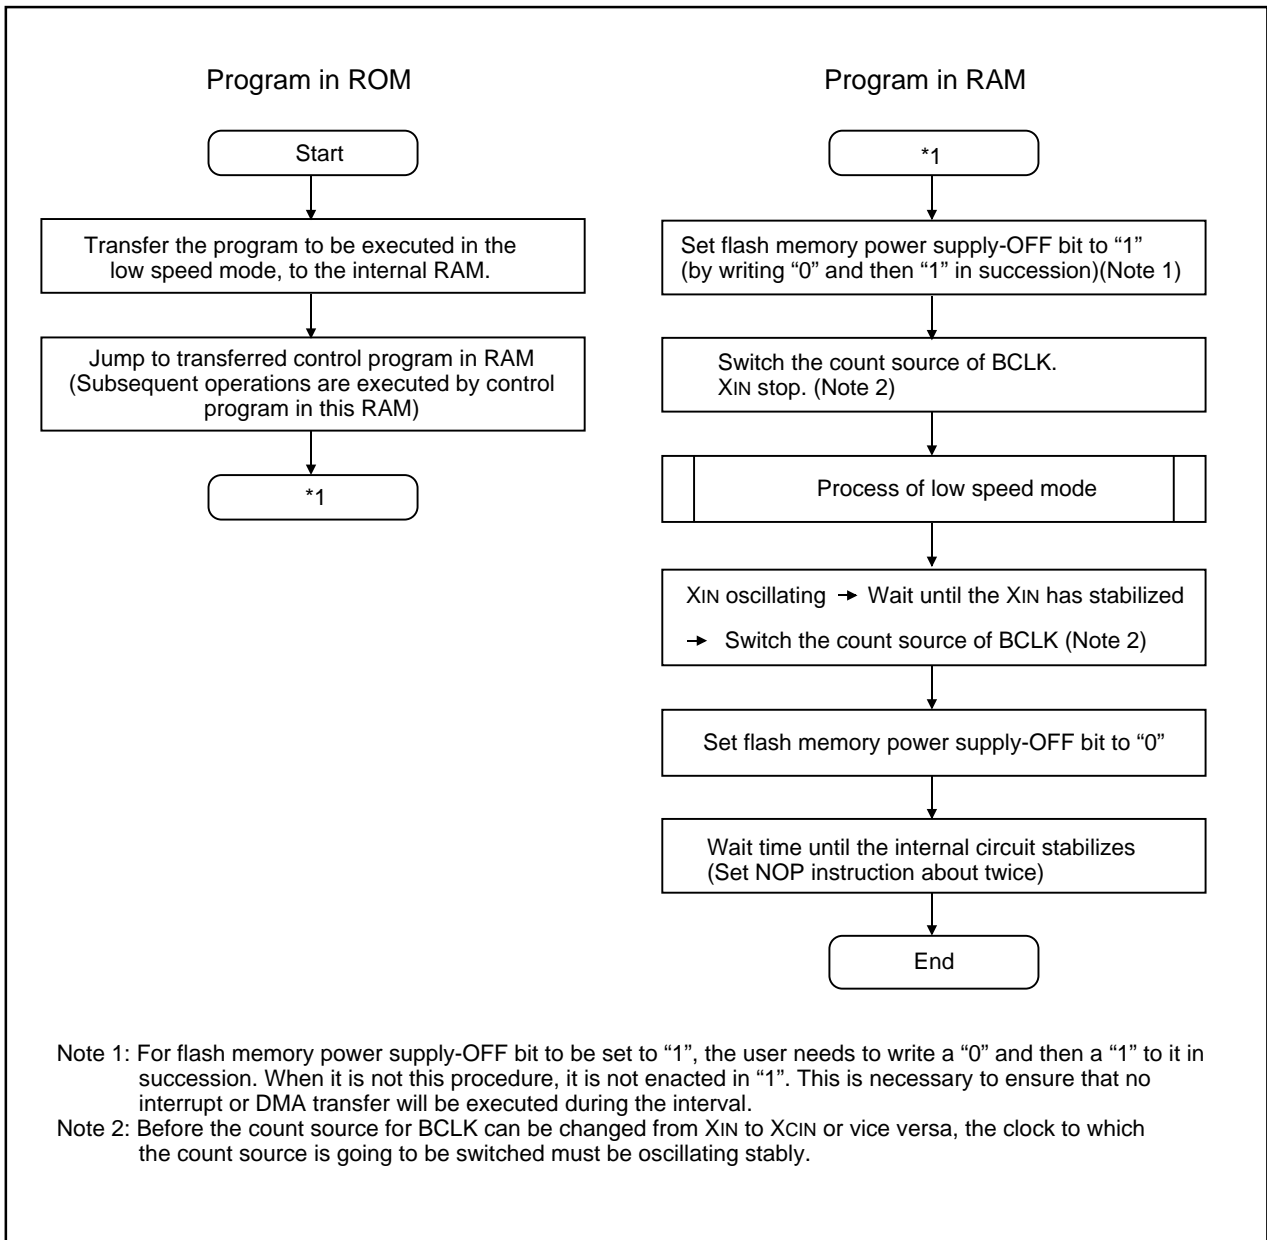 Program in ROM
Start
Transfer the program to be executed in the
low speed mode, to the internal RAM.
Jump to transferred control program in RAM
(Subsequent operations are executed by control
program in this RAM)
*1
Program in RAM
*1
Set flash memory power supply-OFF bit to “1”
(by writing “0” and then “1” in succession)(Note 1)
Switch the count source of BCLK.
XIN stop. (Note 2)
Process of low speed mode
XIN oscillating → Wait until the XIN has stabilized
→ Switch the count source of BCLK (Note 2)
Set flash memory power supply-OFF bit to “0”
Wait time until the internal circuit stabilizes
(Set NOP instruction about twice)
End
Note 1: For flash memory power supply-OFF bit to be set to “1”, the user needs to write a “0” and then a “1” to it in
succession. When it is not this procedure, it is not enacted in “1”. This is necessary to ensure that no
interrupt or DMA transfer will be executed during the interval.
Note 2: Before the count source for BCLK can be changed from XIN to XCIN or vice versa, the clock to which
the count source is going to be switched must be oscillating stably.